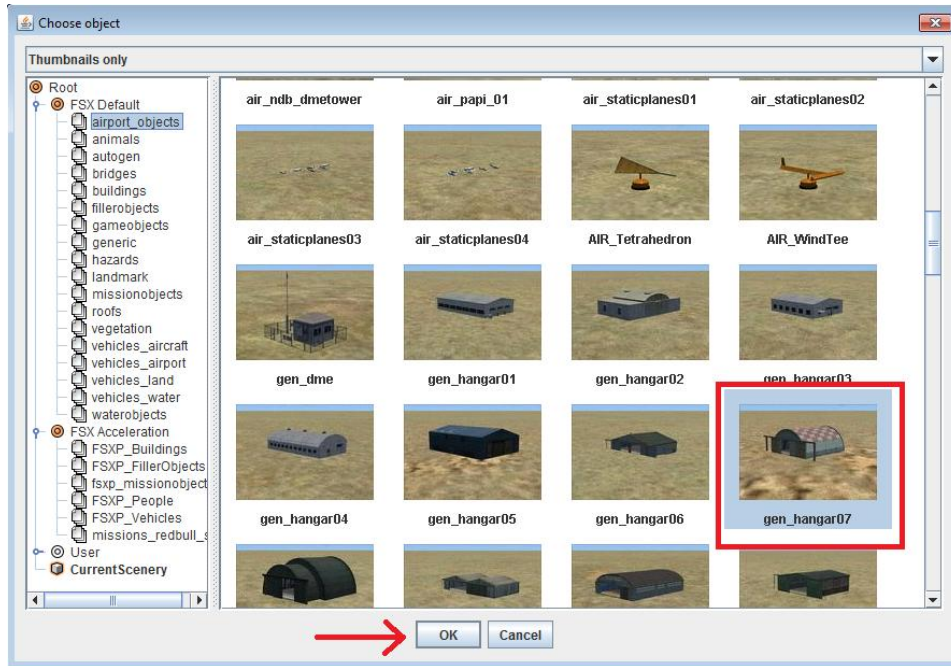 Choose object
Thumbnails only
Root
FSX Default
airport_objects
animals
autogen
bridges
buildings
fillerobjects
gameobjects
generic
hazards
landmark
missionobjects
roofs
vegetation
vehicles_aircraft
vehicles_airport
vehicles_land
vehicles_water
waterobjects
FSX Acceleration
FSXP_Buildings
FSXP_FillerObjects
fsxp_missionobject
FSXP_People
FSXP_Vehicles
missions_redbull_s
User
CurrentScenery
air_ndb_dmetower air_papi_01 air_staticplanes01 air_staticplanes02
air_staticplanes03 air_staticplanes04 AIR_Tetrahedron AIR_WindTee
gen_dme gen_hangar01 gen_hangar02 gen_hangar03
gen_hangar04 gen_hangar05 gen_hangar06 gen_hangar07
OK Cancel